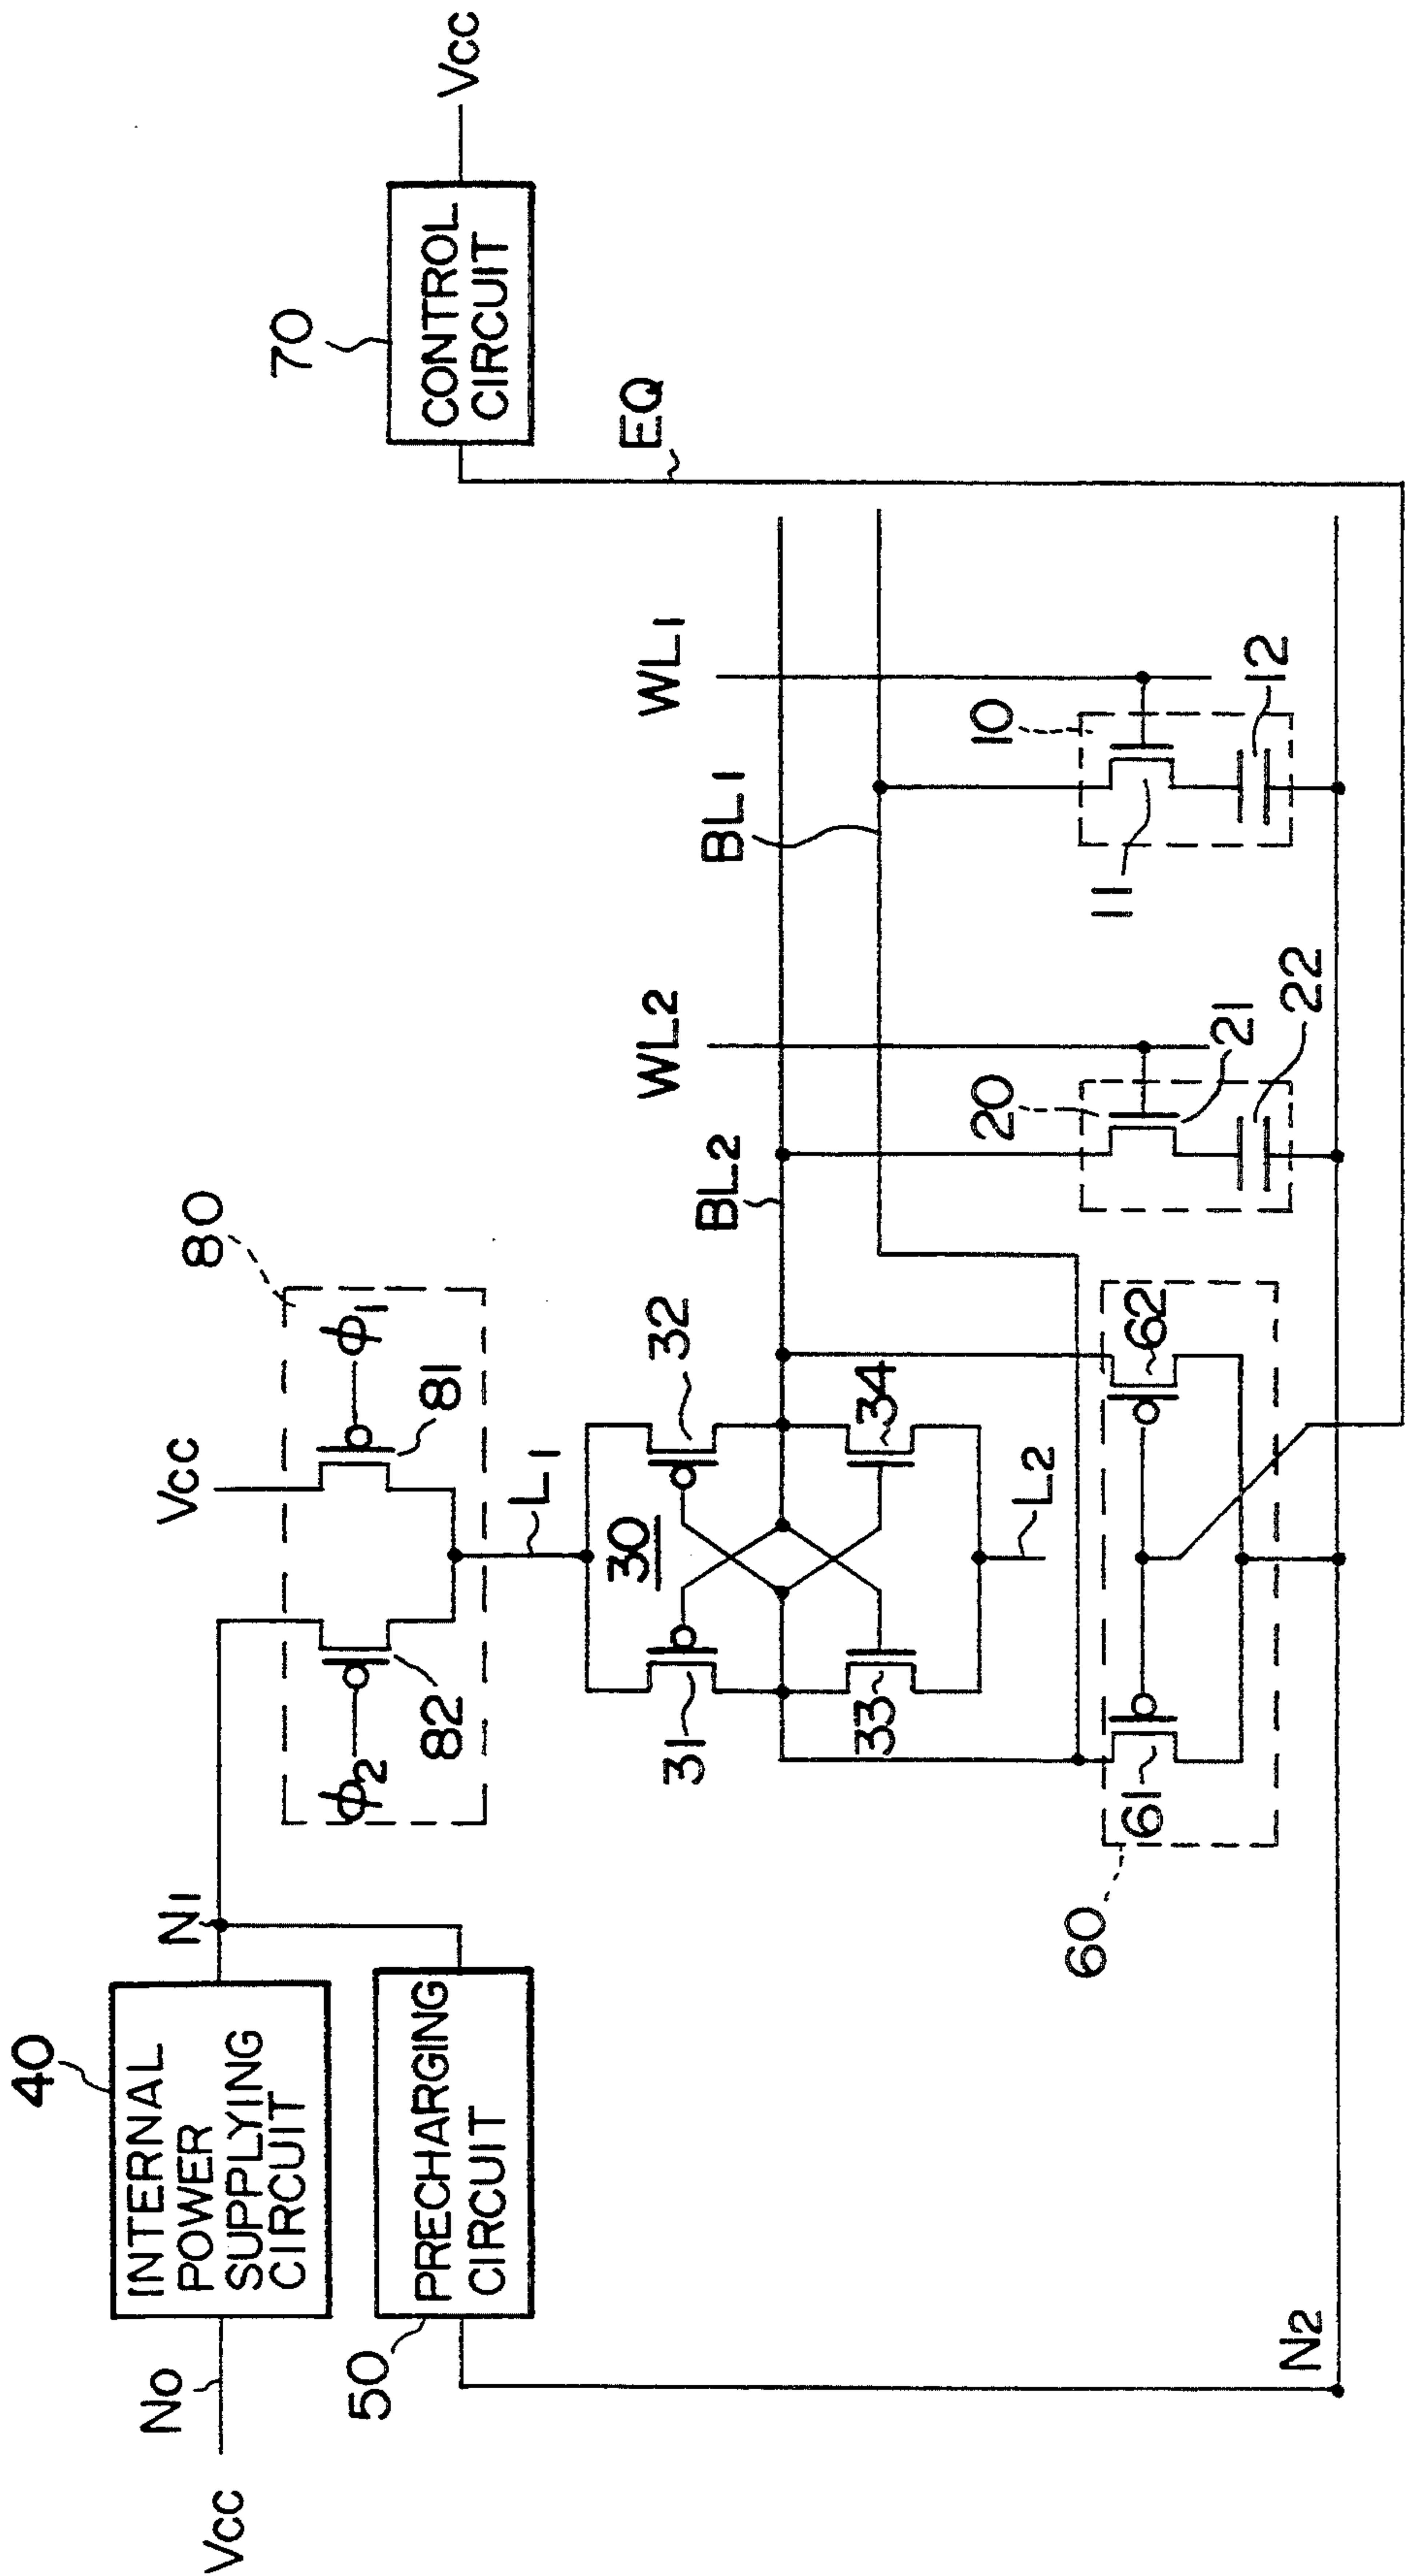 Vcc
N0
40
INTERNAL
POWER
SUPPLYING
CIRCUIT
N1
50
PRECHARGING
CIRCUIT
N2
80
Vcc
ϕ2
82
81
ϕ1
L1
30
31
32
33
34
L2
60
61
62
BL2
WL2
20
21
22
BL1
WL1
10
11
12
EQ
70
CONTROL
CIRCUIT
Vcc